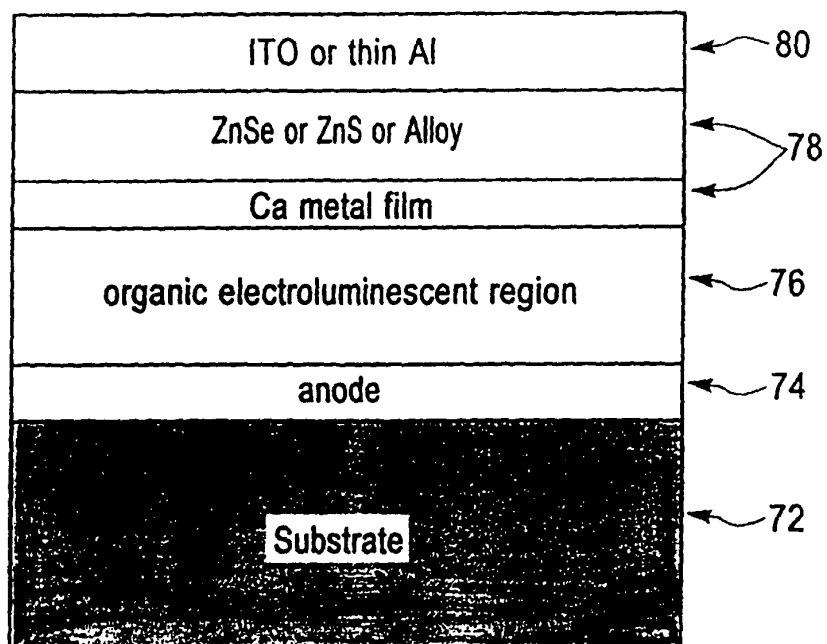 ITO or thin Al
80
ZnSe or ZnS or Alloy
78
Ca metal film
organic electroluminescent region
76
anode
74
Substrate
72